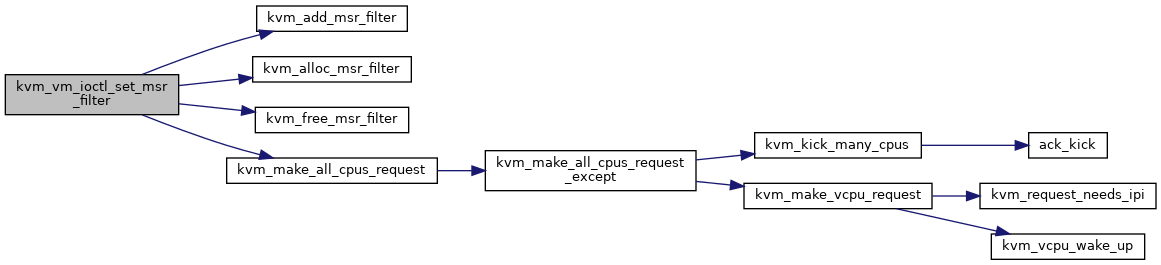 kvm_vm_ioctl_set_msr
_filter
kvm_add_msr_filter
kvm_alloc_msr_filter
kvm_free_msr_filter
kvm_make_all_cpus_request
kvm_make_all_cpus_request
_except
kvm_kick_many_cpus
ack_kick
kvm_make_vcpu_request
kvm_request_needs_ipi
kvm_vcpu_wake_up